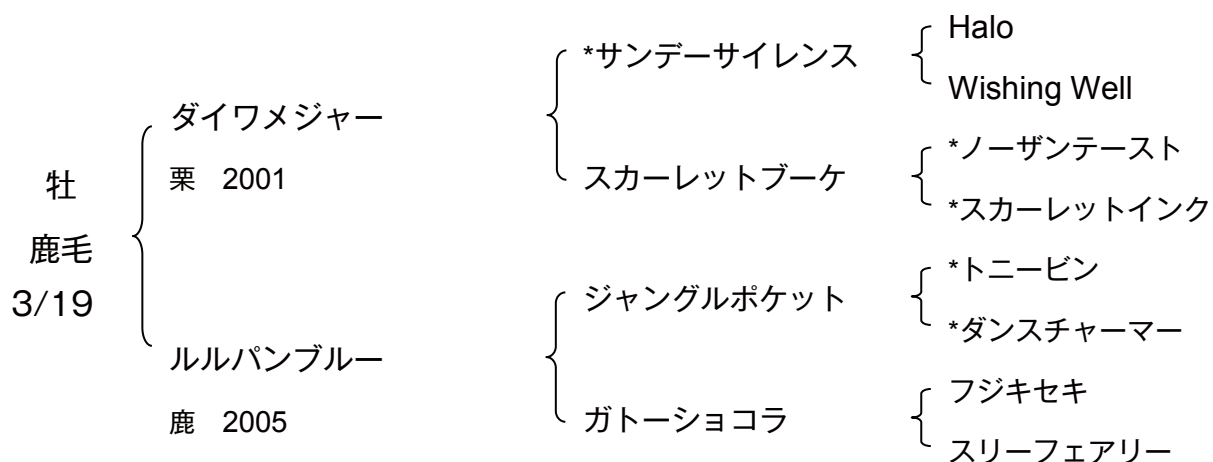 牡
鹿毛
3/19
ダイワメジャー
栗 2001
ルルパンブルー
鹿 2005
*サンデーサイレンス
スカーレットブーケ
ジャングルポケット
ガトーショコラ
Halo
Wishing Well
*ノーザンテースト
*スカーレットインク
*トニービン
*ダンスチャーマー
フジキセキ
スリーフェアリー